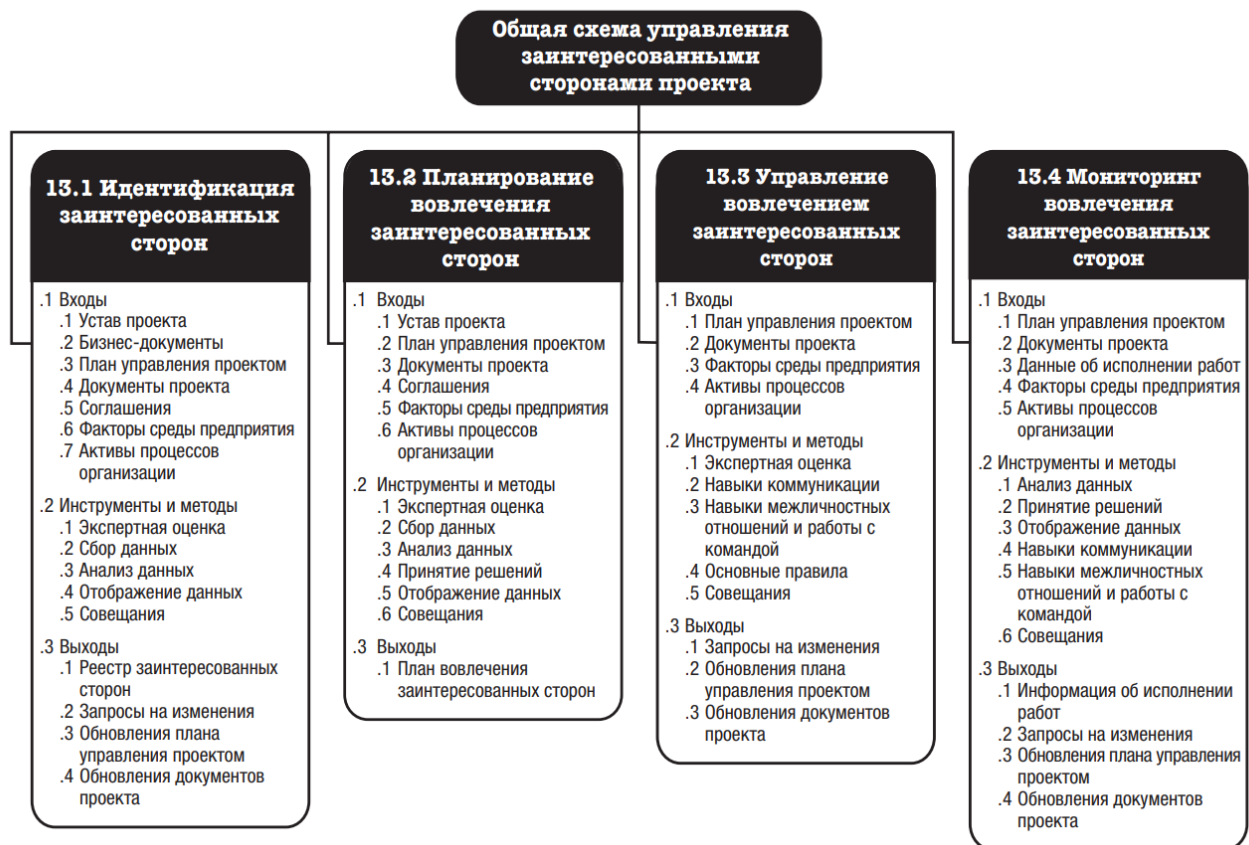 Общая схема управления
заинтересованными
сторонами проекта
13.1 Идентификация
заинтересованных
сторон
.1 Входы
.1 Устав проекта
.2 Бизнес-документы
.3 План управления проектом
.4 Документы проекта
.5 Соглашения
.6 Факторы среды предприятия
.7 Активы процессов
организации
.2 Инструменты и методы
.1 Экспертная оценка
.2 Сбор данных
.3 Анализ данных
.4 Отображение данных
.5 Совещания
.3 Выходы
.1 Реестр заинтересованных
сторон
.2 Запросы на изменения
.3 Обновления плана
управления проектом
.4 Обновления документов
проекта
13.2 Планирование
вовлечения
заинтересованных
сторон
.1 Входы
.1 Устав проекта
.2 План управления проектом
.3 Документы проекта
.4 Соглашения
.5 Факторы среды предприятия
.6 Активы процессов
организации
.2 Инструменты и методы
.1 Экспертная оценка
.2 Сбор данных
.3 Анализ данных
.4 Принятие решений
.5 Отображение данных
.6 Совещания
.3 Выходы
.1 План вовлечения
заинтересованных сторон
13.3 Управление
вовлечением
заинтересованных
сторон
.1 Входы
.1 План управления проектом
.2 Документы проекта
.3 Факторы среды предприятия
.4 Активы процессов
организации
.2 Инструменты и методы
.1 Экспертная оценка
.2 Навыки коммуникации
.3 Навыки межличностных
отношений и работы с
командой
.4 Основные правила
.5 Совещания
.3 Выходы
.1 Запросы на изменения
.2 Обновления плана
управления проектом
.3 Обновления документов
проекта
13.4 Мониторинг
вовлечения
заинтересованных
сторон
.1 Входы
.1 План управления проектом
.2 Документы проекта
.3 Данные об исполнении работ
.4 Факторы среды предприятия
.5 Активы процессов
организации
.2 Инструменты и методы
.1 Анализ данных
.2 Принятие решений
.3 Отображение данных
.4 Навыки коммуникации
.5 Навыки межличностных
отношений и работы с
командой
.6 Совещания
.3 Выходы
.1 Информация об исполнении
работ
.2 Запросы на изменения
.3 Обновления плана управления
проектом
.4 Обновления документов
проекта